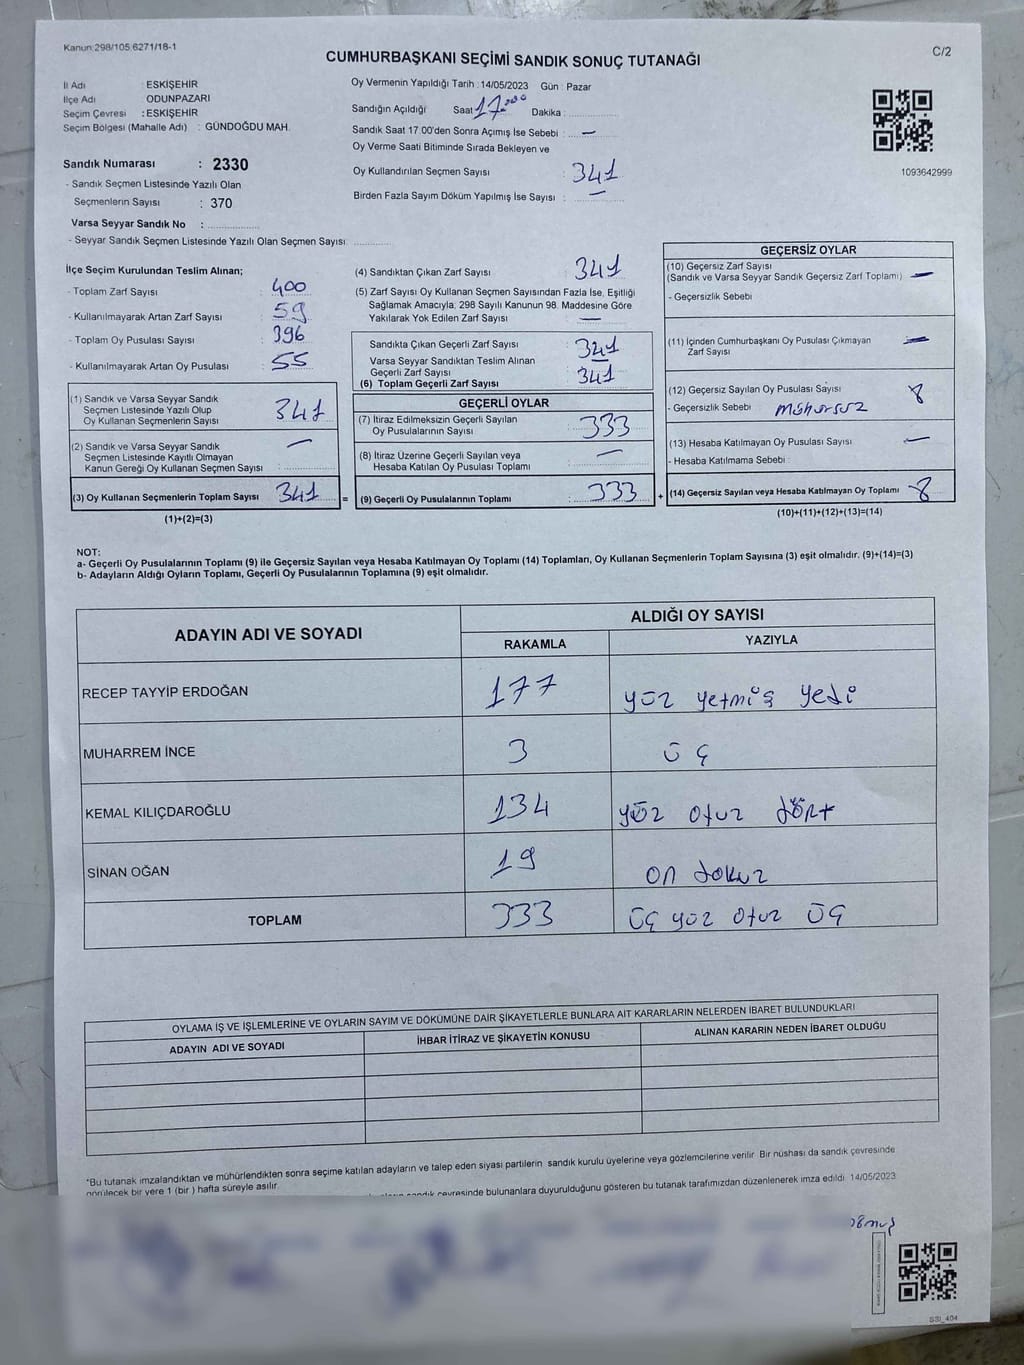 Kanun:298/105,6271/18-1
C/2
CUMHURBAŞKANI SEÇİMİ SANDIK SONUÇ TUTANAĞI
İl Adı : ESKİŞEHİR
İlçe Adı : ODUNPAZARI
Seçim Çevresi : ESKİŞEHİR
Seçim Bölgesi (Mahalle Adı) : GÜNDOĞDU MAH.
Sandık Numarası : 2330
- Sandık Seçmen Listesinde Yazılı Olan
Seçmenlerin Sayısı : 370
Varsa Seyyar Sandık No :
- Seyyar Sandık Seçmen Listesinde Yazılı Olan Seçmen Sayısı:
Oy Vermenin Yapıldığı Tarih : 14/05/2023 Gün : Pazar
Sandığın Açıldığı Saat 17.00 Dakika :
Sandık Saat 17.00'den Sonra Açımış İse Sebebi : —
Oy Verme Saati Bitiminde Sırada Bekleyen ve
Oy Kullandırılan Seçmen Sayısı : 341
Birden Fazla Sayım Döküm Yapılmış İse Sayısı : —
1093642999
İlçe Seçim Kurulundan Teslim Alınan;
- Toplam Zarf Sayısı : 400
- Kullanılmayarak Artan Zarf Sayısı : 59
- Toplam Oy Pusulası Sayısı : 396
- Kullanılmayarak Artan Oy Pusulası : 55
(1) Sandık ve Varsa Seyyar Sandık
Seçmen Listesinde Yazılı Olup
Oy Kullanan Seçmenlerin Sayısı : 341
(2) Sandık ve Varsa Seyyar Sandık
Seçmen Listesinde Kayıtlı Olmayan
Kanun Gereği Oy Kullanan Seçmen Sayısı : —
(3) Oy Kullanan Seçmenlerin Toplam Sayısı : 341 =
(1)+(2)=(3)
(4) Sandıktan Çıkan Zarf Sayısı : 341
(5) Zarf Sayısı Oy Kullanan Seçmen Sayısından Fazla İse, Eşitliği
Sağlamak Amacıyla, 298 Sayılı Kanunun 98. Maddesine Göre
Yakılarak Yok Edilen Zarf Sayısı : —
Sandıkta Çıkan Geçerli Zarf Sayısı : 341
Varsa Seyyar Sandıktan Teslim Alınan
Geçerli Zarf Sayısı : —
(6) Toplam Geçerli Zarf Sayısı : 341
GEÇERLİ OYLAR
(7) İtiraz Edilmeksizin Geçerli Sayılan
Oy Pusulalarının Sayısı : 333
(8) İtiraz Üzerine Geçerli Sayılan veya
Hesaba Katılan Oy Pusulası Toplamı : —
(9) Geçerli Oy Pusulalarının Toplamı : 333 +
GEÇERSİZ OYLAR
(10) Geçersiz Zarf Sayısı
(Sandık ve Varsa Seyyar Sandık Geçersiz Zarf Toplamı) : —
- Geçersizlik Sebebi :
(11) İçinden Cumhurbaşkanı Oy Pusulası Çıkmayan
Zarf Sayısı : —
(12) Geçersiz Sayılan Oy Pusulası Sayısı : 8
- Geçersizlik Sebebi : mühürsüz
(13) Hesaba Katılmayan Oy Pusulası Sayısı : —
- Hesaba Katılmama Sebebi :
(14) Geçersiz Sayılan veya Hesaba Katılmayan Oy Toplamı : 8
(10)+(11)+(12)+(13)=(14)
NOT:
a- Geçerli Oy Pusulalarının Toplamı (9) ile Geçersiz Sayılan veya Hesaba Katılmayan Oy Toplamı (14) Toplamları, Oy Kullanan Seçmenlerin Toplam Sayısına (3) eşit olmalıdır. (9)+(14)=(3)
b- Adayların Aldığı Oyların Toplamı, Geçerli Oy Pusulalarının Toplamına (9) eşit olmalıdır.
ADAYIN ADI VE SOYADI
ALDIĞI OY SAYISI
RAKAMLA YAZIYLA
RECEP TAYYİP ERDOĞAN 177 yüz yetmiş yedi
MUHARREM İNCE 3 üç
KEMAL KILIÇDAROĞLU 134 yüz otuz dört
SİNAN OĞAN 19 on dokuz
TOPLAM 333 üç yüz otuz üç
OYLAMA İŞ VE İŞLEMLERİNE VE OYLARIN SAYIM VE DÖKÜMÜNE DAİR ŞİKAYETLERLE BUNLARA AIT KARARLARIN NELERDEN İBARET BULUNDUKLARI
ADAYIN ADI VE SOYADI
İHBAR İTİRAZ VE ŞİKAYETİN KONUSU
ALINAN KARARIN NEDEN İBARET OLDUĞU
*Bu tutanak imzalandıktan ve mühürlendikten sonra seçime katılan adayların ve talep eden siyasi partilerin sandık kurulu üyelerine veya gözlemcilerine verilir. Bir nüshası da sandık çevresinde
görülecek bir yere 1 (bir ) hafta süreyle asılır.
sandık çevresinde bulunanlara duyurulduğunu gösteren bu tutanak tarafımızdan düzenlenerek imza edildi. 14/05/2023
SSI_404